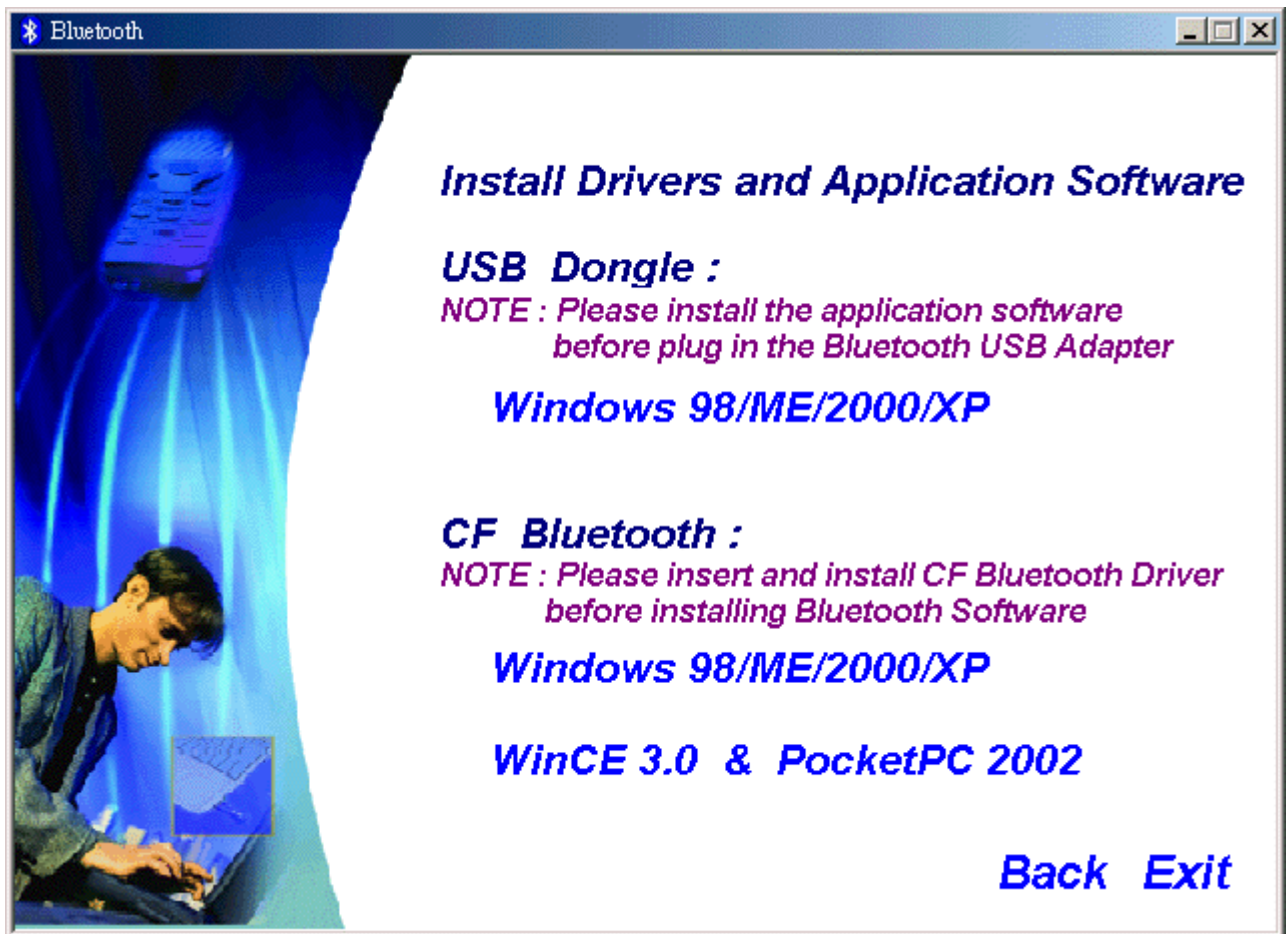 Bluetooth
Install Drivers and Application Software
USB Dongle :
NOTE : Please install the application software
before plug in the Bluetooth USB Adapter
Windows 98/ME/2000/XP
CF Bluetooth :
NOTE : Please insert and install CF Bluetooth Driver
before installing Bluetooth Software
Windows 98/ME/2000/XP
WinCE 3.0 & PocketPC 2002
Back Exit